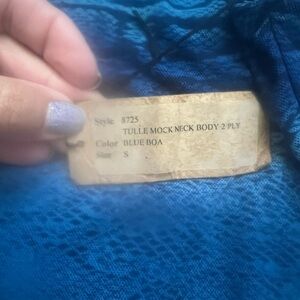 Style 8725
TULLE MOCK NECK BODY 2 PLY
Color BLUE BOA
Size S